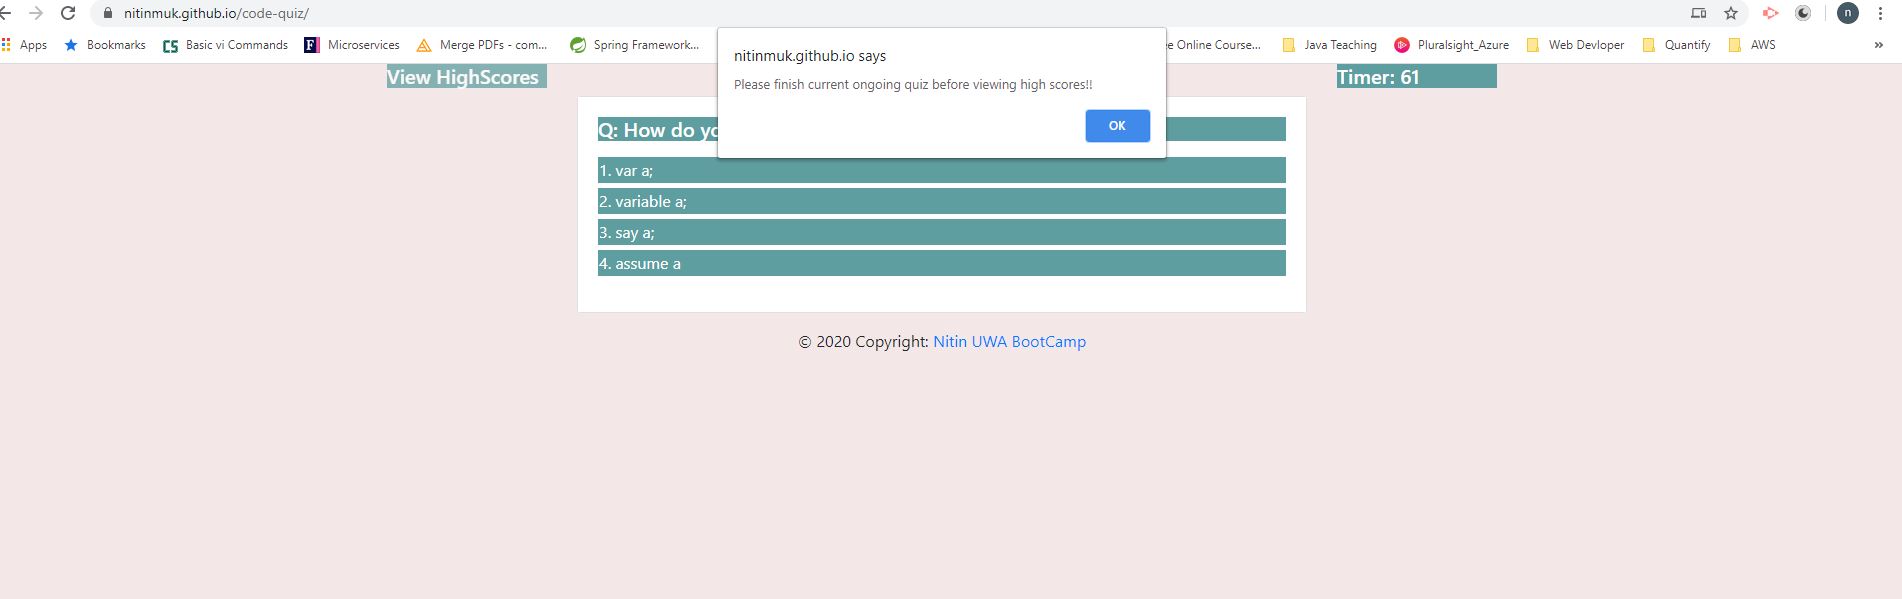 nitinmuk.github.io/code-quiz/
n
Apps Bookmarks Basic vi Commands Microservices Merge PDFs - com... Spring Framework... Online Course... Java Teaching Pluralsight_Azure Web Devloper Quantify AWS »
nitinmuk.github.io says
Please finish current ongoing quiz before viewing high scores!!
OK
View HighScores
Timer: 61
Q: How do
1. var a;
2. variable a;
3. say a;
4. assume a
© 2020 Copyright: Nitin UWA BootCamp